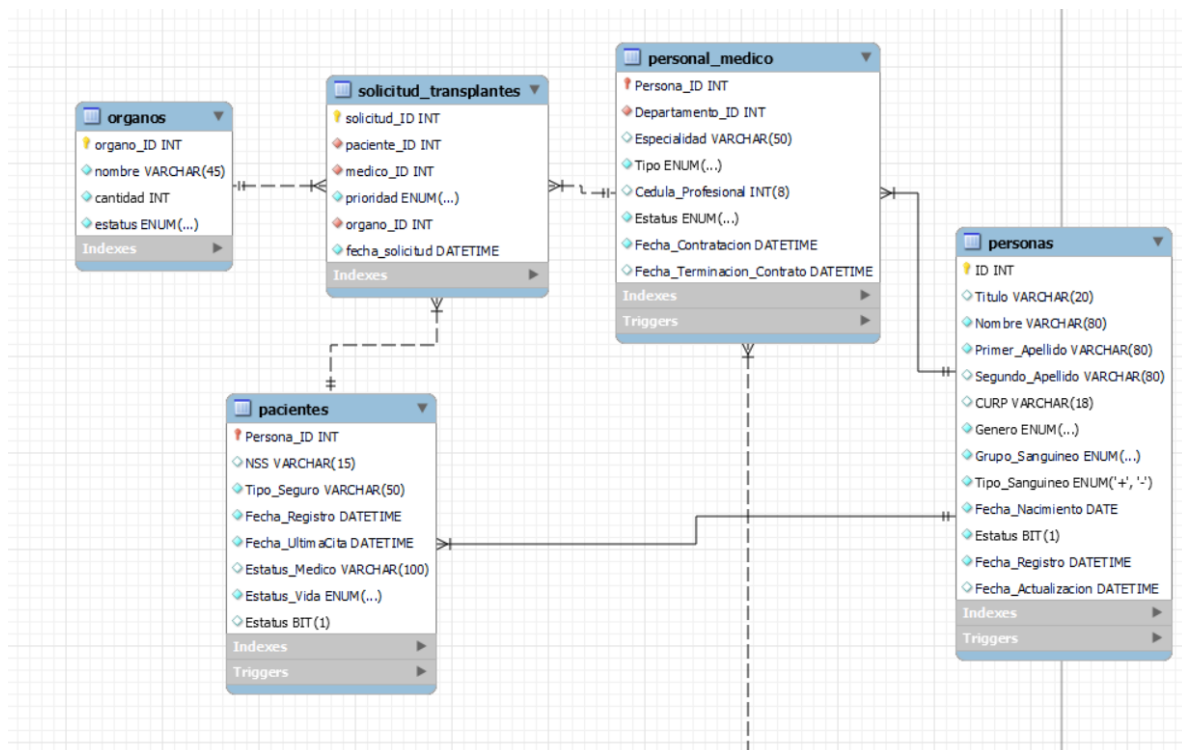 organos
organo_ID INT
nombre VARCHAR(45)
cantidad INT
estatus ENUM(...)
Indexes
solicitud_transplantes
solicitud_ID INT
paciente_ID INT
medico_ID INT
prioridad ENUM(...)
organo_ID INT
fecha_solicitud DATETIME
Indexes
personal_medico
Persona_ID INT
Departamento_ID INT
Especialidad VARCHAR(50)
Tipo ENUM(...)
Cedula_Profesional INT(8)
Estatus ENUM(...)
Fecha_Contratacion DATETIME
Fecha_Terminacion_Contrato DATETIME
Indexes
Triggers
personas
ID INT
Titulo VARCHAR(20)
Nombre VARCHAR(80)
Primer_Apellido VARCHAR(80)
Segundo_Apellido VARCHAR(80)
CURP VARCHAR(18)
Genero ENUM(...)
Grupo_Sanguineo ENUM(...)
Tipo_Sanguineo ENUM('+', '-')
Fecha_Nacimiento DATE
Estatus BIT(1)
Fecha_Registro DATETIME
Fecha_Actualizacion DATETIME
Indexes
Triggers
pacientes
Persona_ID INT
NSS VARCHAR(15)
Tipo_Seguro VARCHAR(50)
Fecha_Registro DATETIME
Fecha_UltimaCita DATETIME
Estatus_Medico VARCHAR(100)
Estatus_Vida ENUM(...)
Estatus BIT(1)
Indexes
Triggers